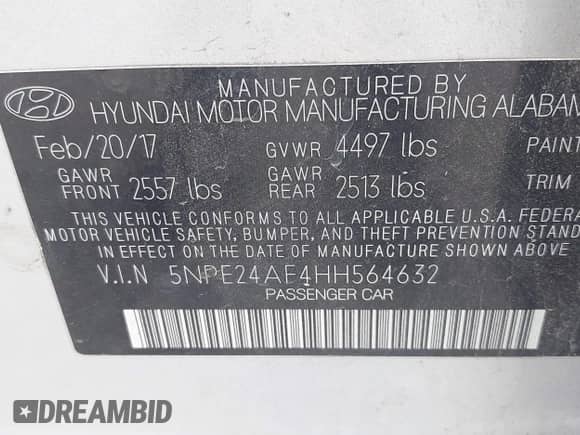 MANUFACTURED BY
HYUNDAI MOTOR MANUFACTURING ALABAM
Feb/20/17 GVWR 4497 lbs PAINT
GAWR FRONT 2557 lbs GAWR REAR 2513 lbs TRIM
THIS VEHICLE CONFORMS TO ALL APPLICABLE U.S.A. FEDERA
MOTOR VEHICLE SAFETY, BUMPER, AND THEFT PREVENTION STAND
IN EFFECT ON THE DATE OF MANUFACTURE SHOWN ABOVE.
V.I.N 5NPE24AF4HH564632
PASSENGER CAR
DREAMBID